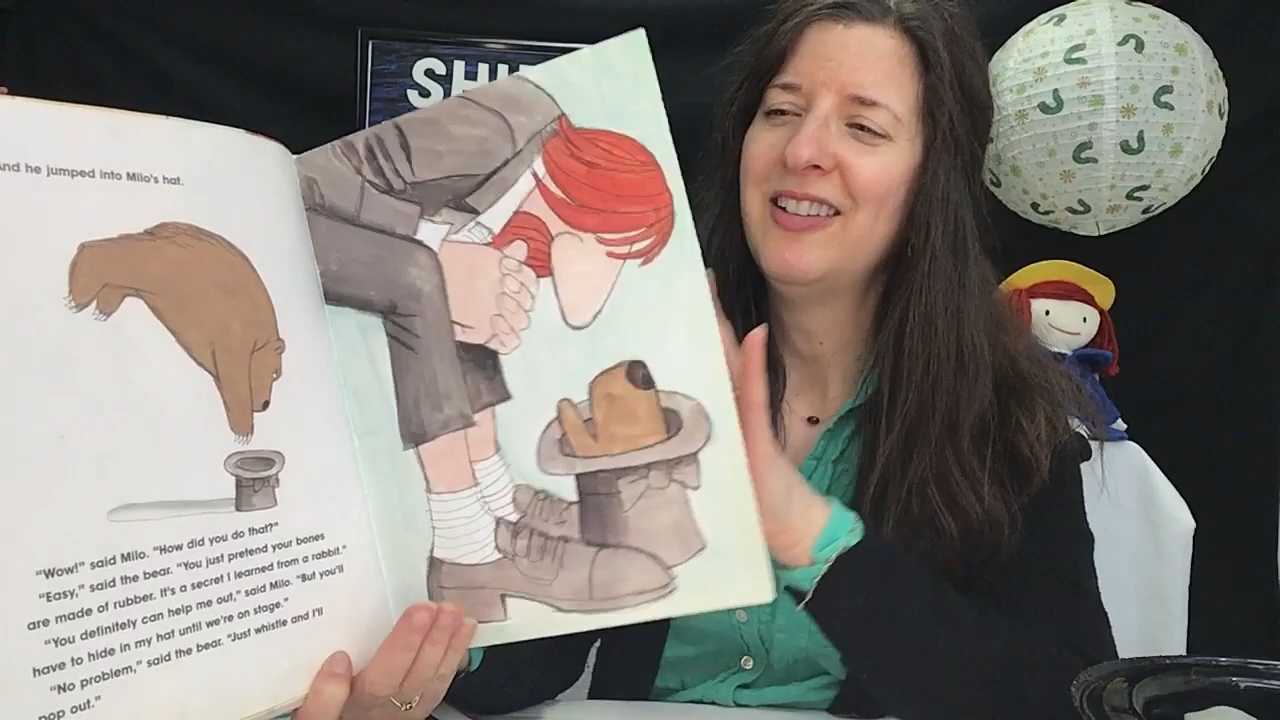 And he jumped into Milo's hat.
SHI
"Wow!" said Milo. "How did you do that?"
"Easy," said the bear. "You just pretend your bones
are made of rubber. It's a secret I learned from a rabbit."
"You definitely can help me out," said Milo. "But you'll
have to hide in my hat until we're on stage."
"No problem," said the bear. "Just whistle and I'll
pop out."